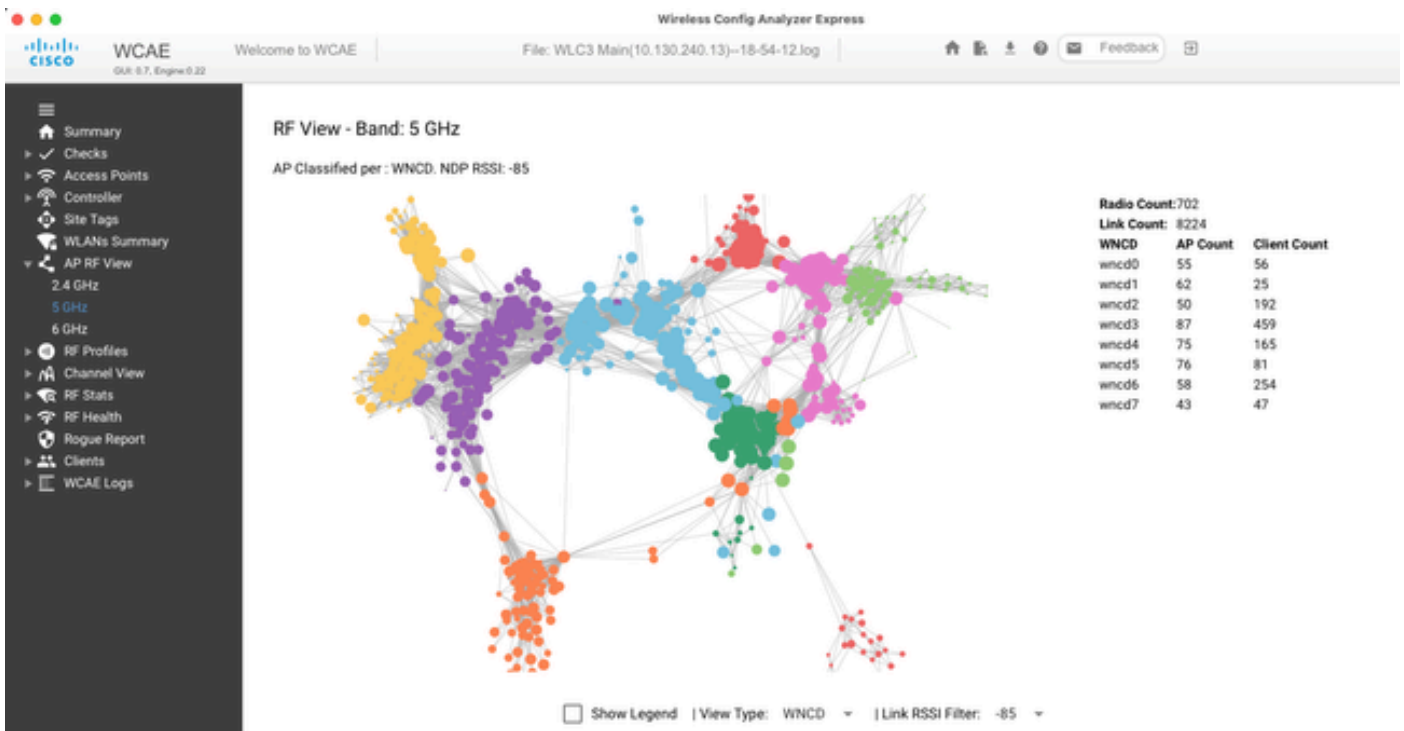 Wireless Config Analyzer Express
CISCO
WCAE
GUI: 0.7, Engine:0.22
Welcome to WCAE
File: WLC3 Main(10.130.240.13)--18-54-12.log
Feedback
Summary
Checks
Access Points
Controller
Site Tags
WLANs Summary
AP RF View
2.4 GHz
5 GHz
6 GHz
RF Profiles
Channel View
RF Stats
RF Health
Rogue Report
Clients
WCAE Logs
RF View - Band: 5 GHz
AP Classified per : WNCD. NDP RSSI: -85
Radio Count:702
Link Count: 8224
WNCD AP Count Client Count
wncd0 55 56
wncd1 62 25
wncd2 50 192
wncd3 87 459
wncd4 75 165
wncd5 76 81
wncd6 58 254
wncd7 43 47
Show Legend | View Type: WNCD | Link RSSI Filter: -85